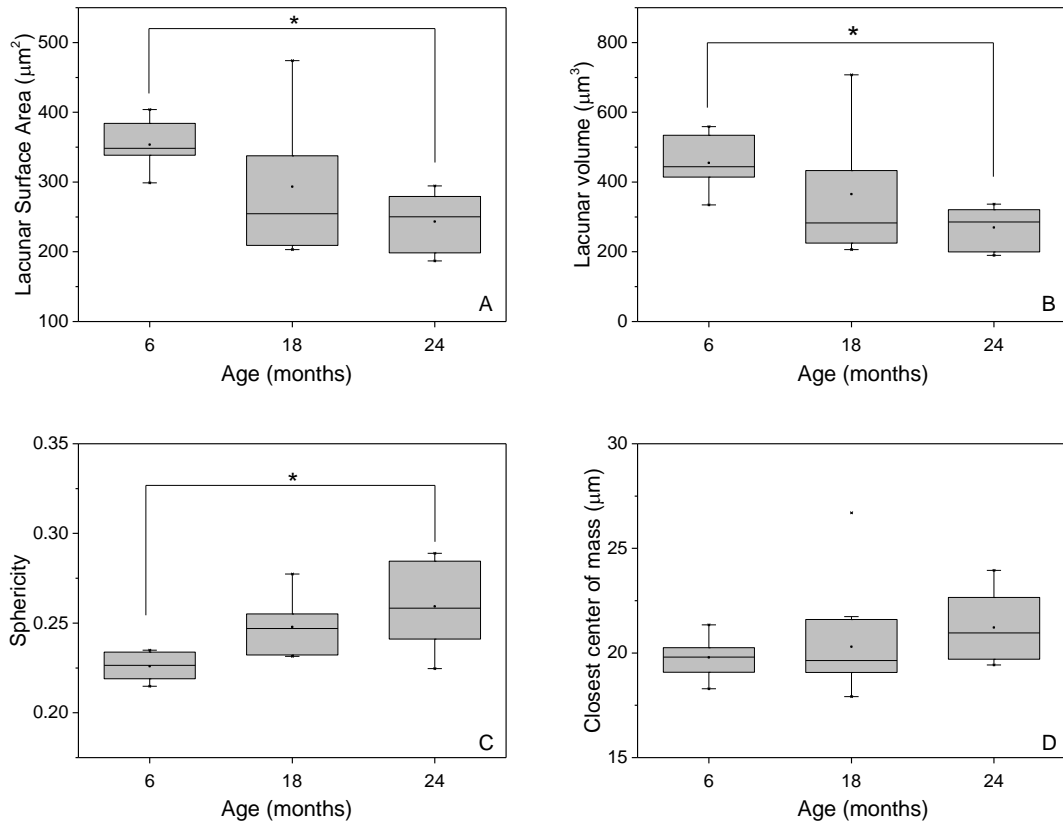 Lacunar Surface Area (μm²)
500
400
300
200
100
*
A
6 18 24
Age (months)
Lacunar volume (μm³)
800
600
400
200
0
*
B
6 18 24
Age (months)
Sphericity
0.35
0.30
0.25
0.20
*
C
6 18 24
Age (months)
Closest center of mass (μm)
30
25
20
15
D
6 18 24
Age (months)